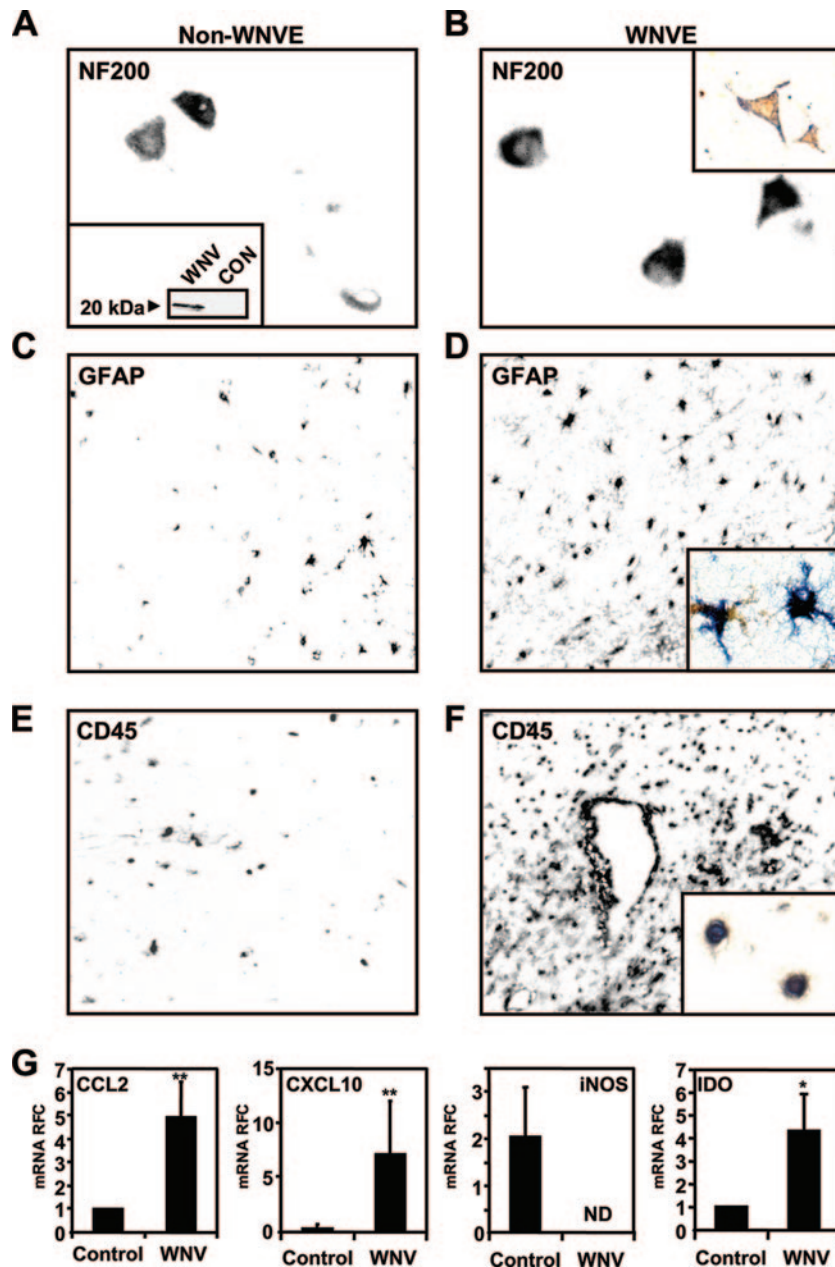 A
Non-WNVE
B
WNVE
NF200
WNV
CON
20 kDa
NF200
C
GFAP
D
GFAP
E
CD45
F
CD45
G
mRNA RFC
7
6
5
4
3
2
1
0
CCL2
**
Control
WNV
mRNA RFC
15
10
5
0
CXCL10
**
Control
WNV
mRNA RFC
3
2
1
0
iNOS
ND
Control
WNV
mRNA RFC
7
6
5
4
3
2
1
0
IDO
*
Control
WNV